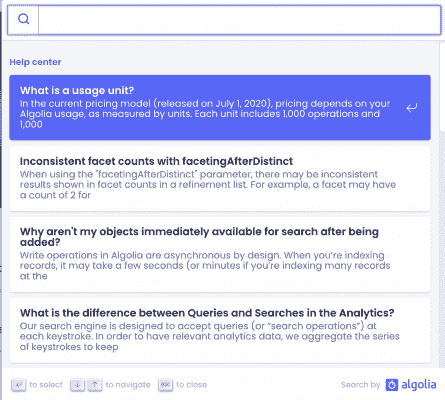 Help center
What is a usage unit?
In the current pricing model (released on July 1, 2020), pricing depends on your
Algolia usage, as measured by units. Each unit includes 1,000 operations and
1,000
Inconsistent facet counts with facetingAfterDistinct
When using the "facetingAfterDistinct" parameter, there may be inconsistent
results shown in facet counts in a refinement list. For example, a facet may have
a count of 2 for
Why aren't my objects immediately available for search after being
added?
Write operations in Algolia are asynchronous by design. When you're indexing
records, it may take a few seconds (or minutes if you're indexing many records
at the
What is the difference between Queries and Searches in the Analytics?
Our search engine is designed to accept queries (or “search operations”) at
each keystroke. In order to have relevant analytics data, we aggregate the series
of keystrokes to keep
to select to navigate esc to close Search by algolia